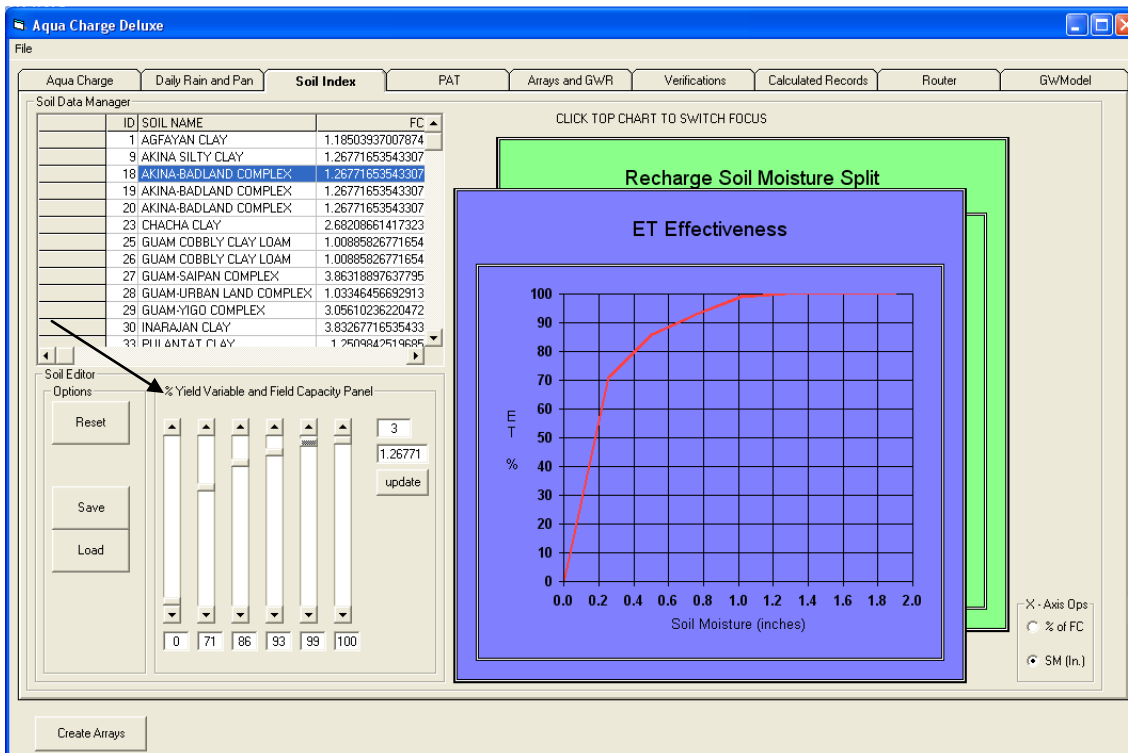 Aqua Charge Deluxe
File
Aqua Charge
Daily Rain and Pan
Soil Index
PAT
Arrays and GWR
Verifications
Calculated Records
Router
GWModel
Soil Data Manager
ID SOIL NAME FC
1 AGFAYAN CLAY 1.18503937007874
9 AKINA SILTY CLAY 1.26771653543307
18 AKINA-BADLAND COMPLEX 1.26771653543307
19 AKINA-BADLAND COMPLEX 1.26771653543307
20 AKINA-BADLAND COMPLEX 1.26771653543307
23 CHACHA CLAY 2.68208661417323
25 GUAM COBBLY CLAY LOAM 1.00885826771654
26 GUAM COBBLY CLAY LOAM 1.00885826771654
27 GUAM-SAIPAN COMPLEX 3.86318897637795
28 GUAM-URBAN LAND COMPLEX 1.03346456692913
29 GUAM-YIGO COMPLEX 3.05610236220472
30 INARAJAN CLAY 3.83267716535433
33 PULANTAT CLAY 1.2509842519685
Soil Editor
Options
Reset
Save
Load
% Yield Variable and Field Capacity Panel
3
1.26771
update
0 71 86 93 99 100
CLICK TOP CHART TO SWITCH FOCUS
Recharge Soil Moisture Split
ET Effectiveness
ET %
100
90
80
70
60
50
40
30
20
10
0
0.0 0.2 0.4 0.6 0.8 1.0 1.2 1.4 1.6 1.8 2.0
Soil Moisture (inches)
X - Axis Ops
% of FC
SM (In.)
Create Arrays